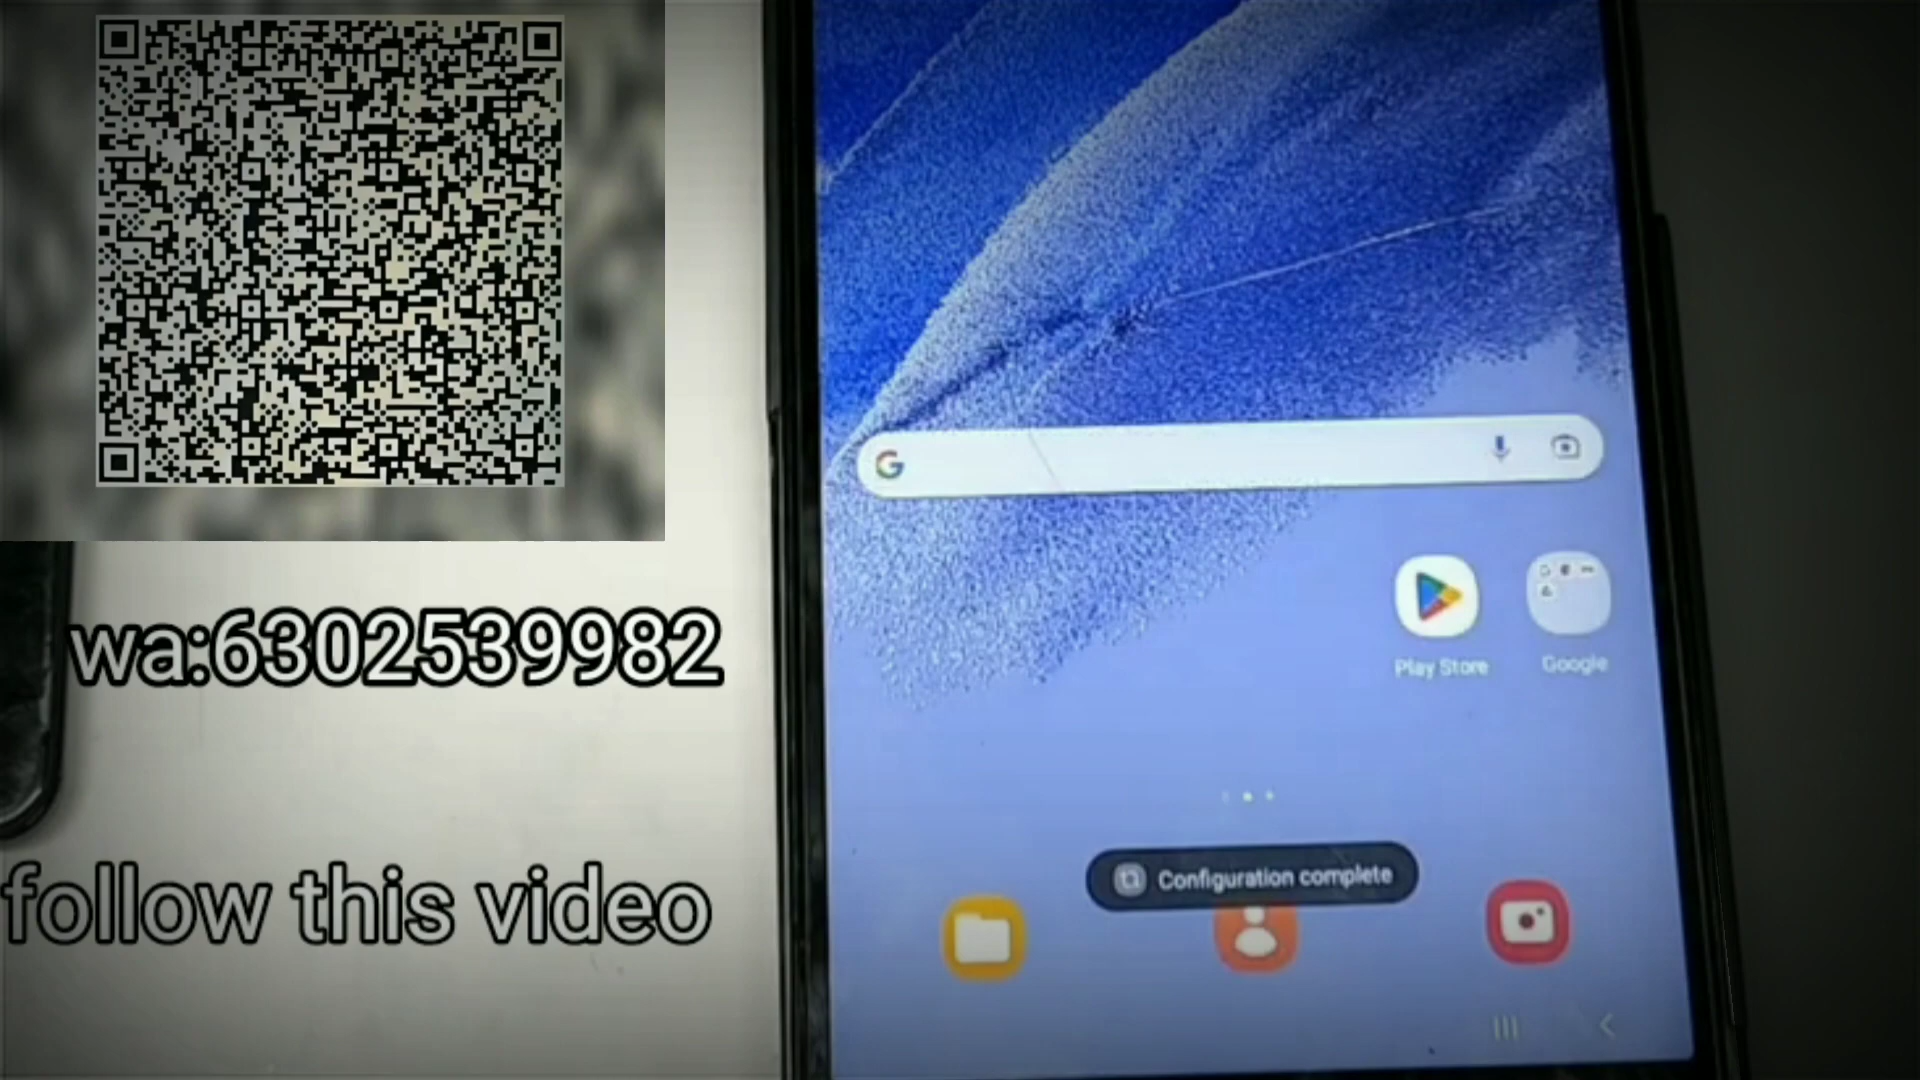 wa:6302539982
follow this video
Play Store
Google
Configuration complete